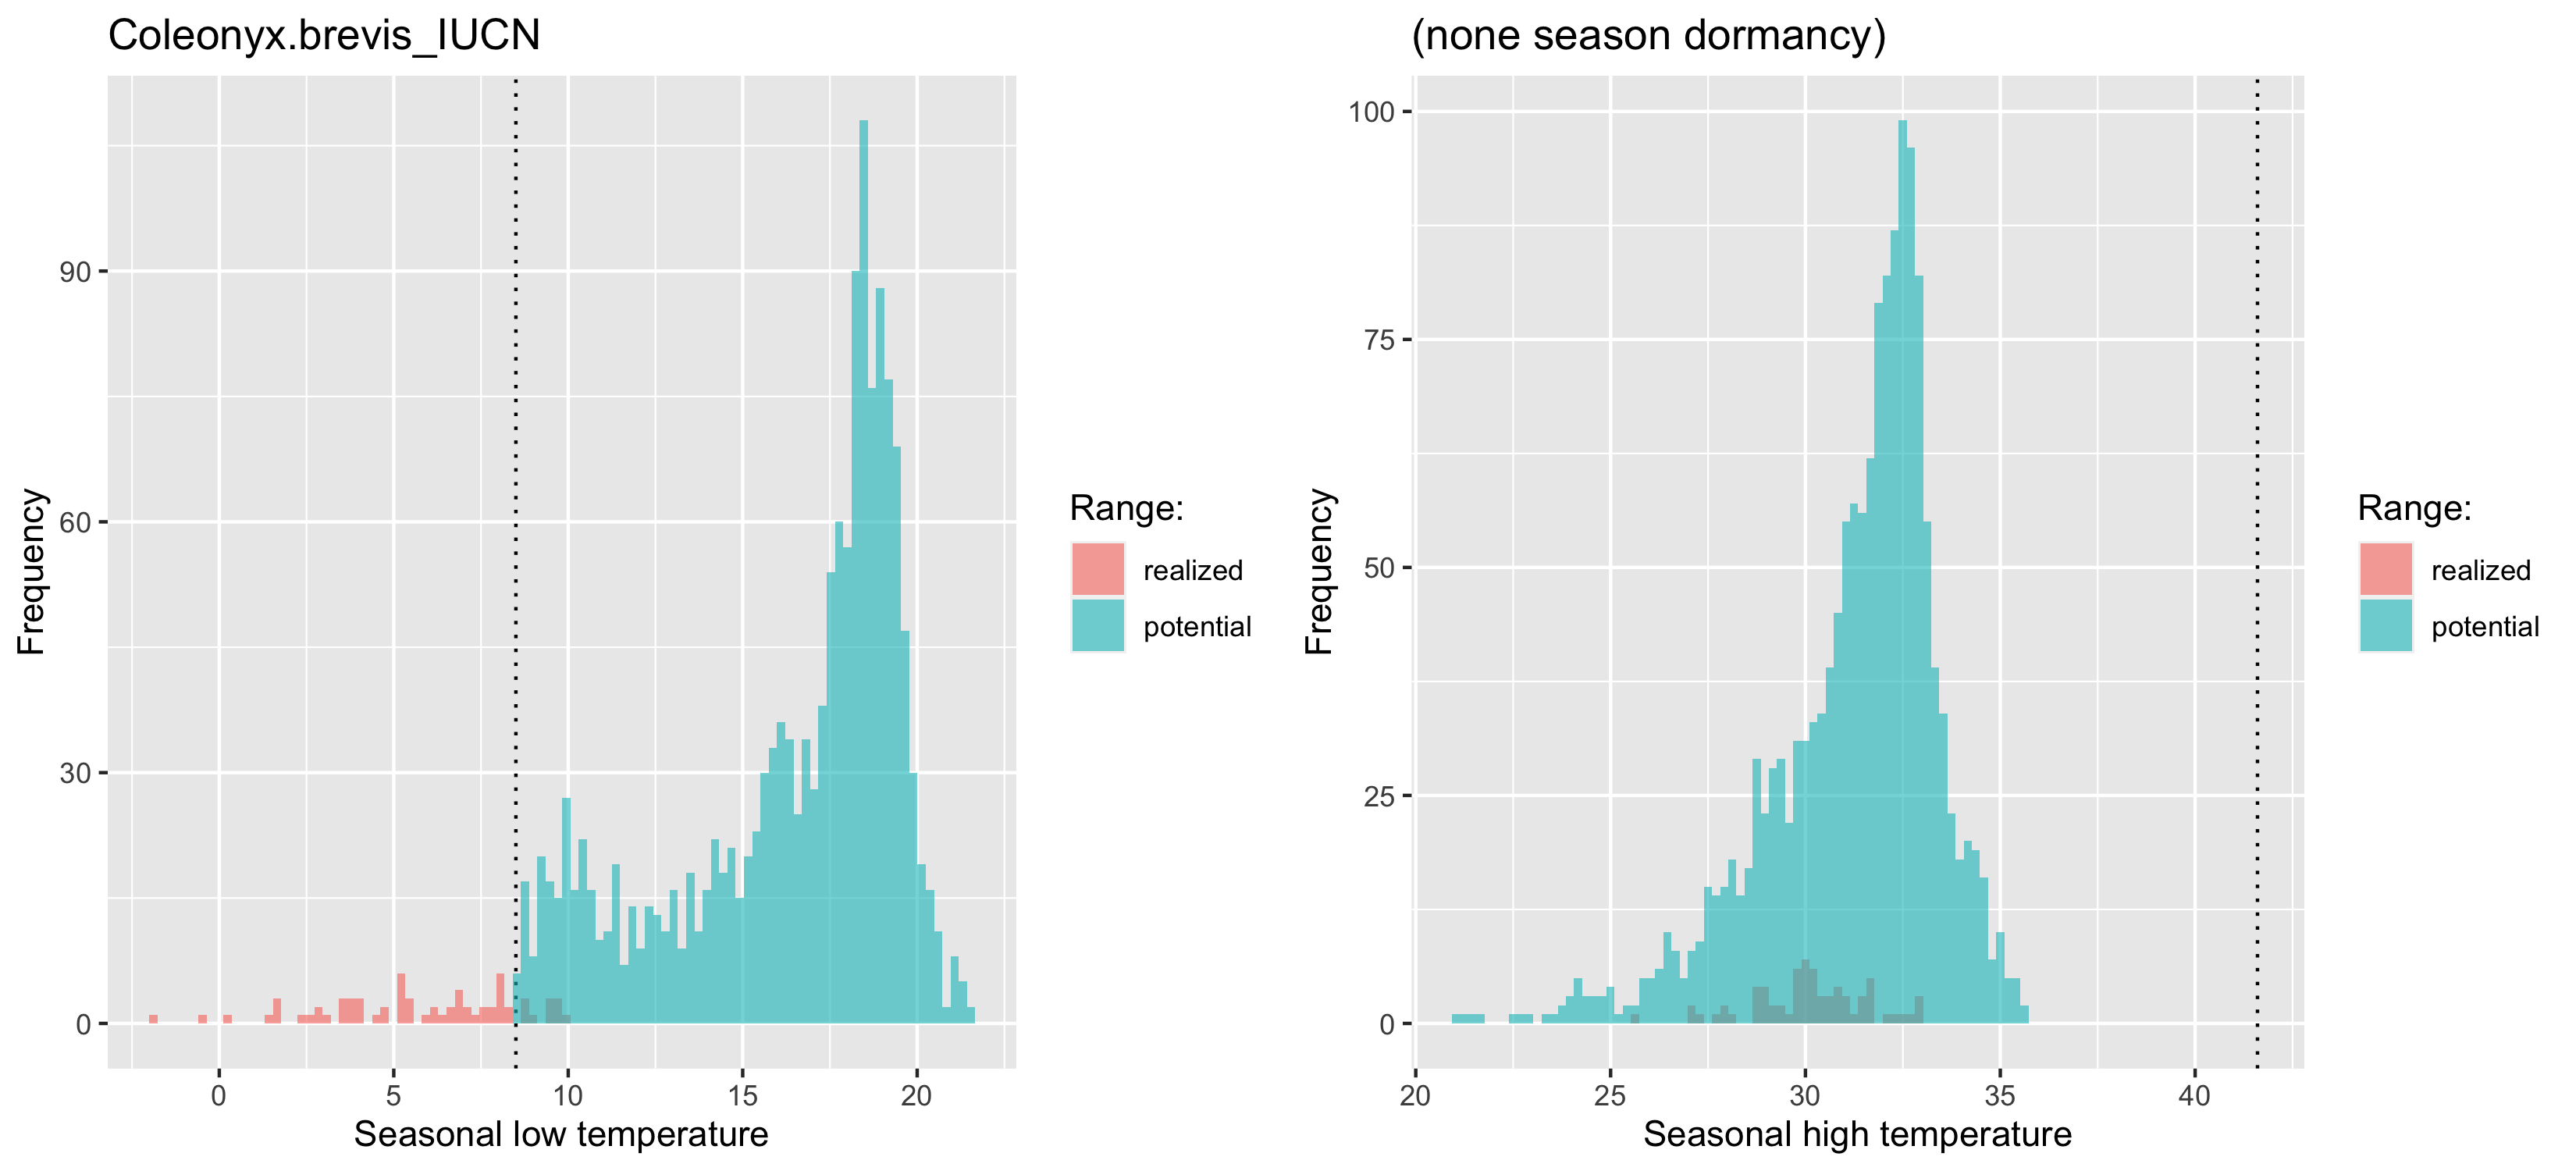 Coleonyx.brevis_IUCN
Frequency
90
60
30
0
0 5 10 15 20
Seasonal low temperature
Range:
realized
potential
(none season dormancy)
Frequency
100
75
50
25
0
20 25 30 35 40
Seasonal high temperature
Range:
realized
potential